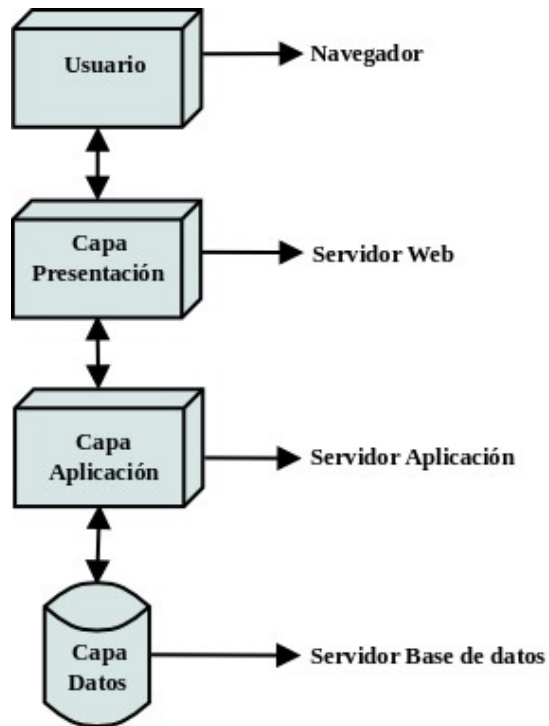 Usuario
Navegador
Capa
Presentación
Servidor Web
Capa
Aplicación
Servidor Aplicación
Capa
Datos
Servidor Base de datos